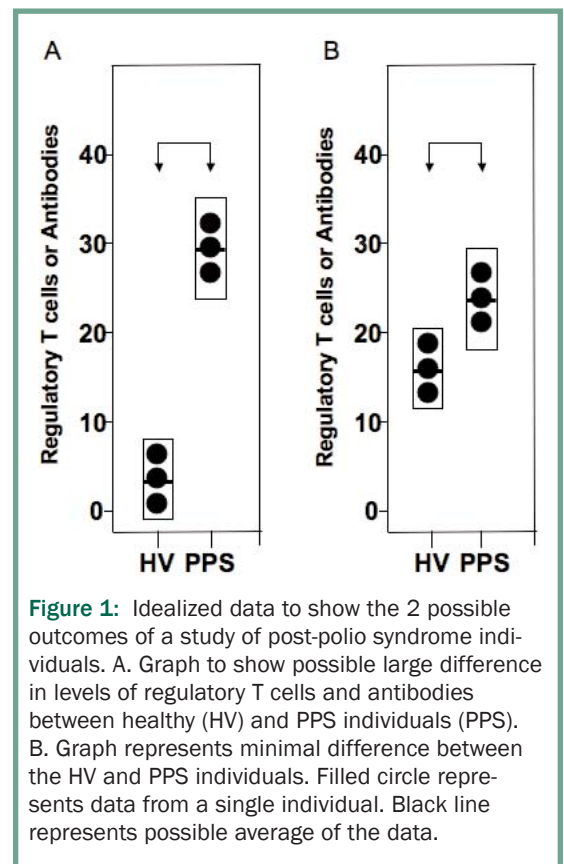 A
B
Regulatory T cells or Antibodies
40
30
20
10
0
HV PPS
Regulatory T cells or Antibodies
40
30
20
10
0
HV PPS
Figure 1: Idealized data to show the 2 possible
outcomes of a study of post-polio syndrome indi-
viduals. A. Graph to show possible large difference
in levels of regulatory T cells and antibodies
between healthy (HV) and PPS individuals (PPS).
B. Graph represents minimal difference between
the HV and PPS individuals. Filled circle repre-
sents data from a single individual. Black line
represents possible average of the data.